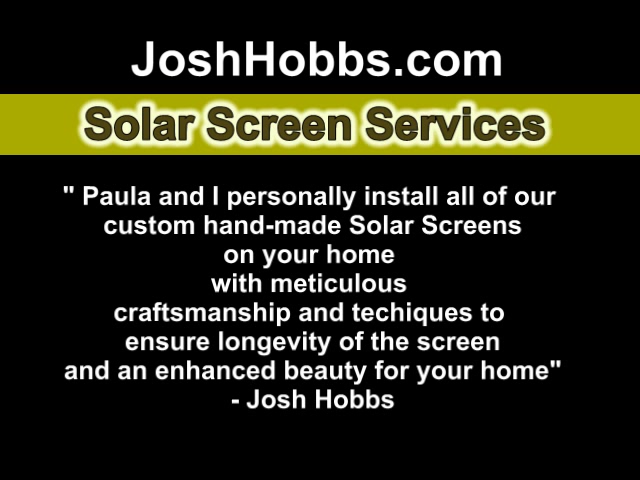 JoshHobbs.com
Solar Screen Services
" Paula and I personally install all of our
custom hand-made Solar Screens
on your home
with meticulous
craftsmanship and techiques to
ensure longevity of the screen
and an enhanced beauty for your home"
- Josh Hobbs